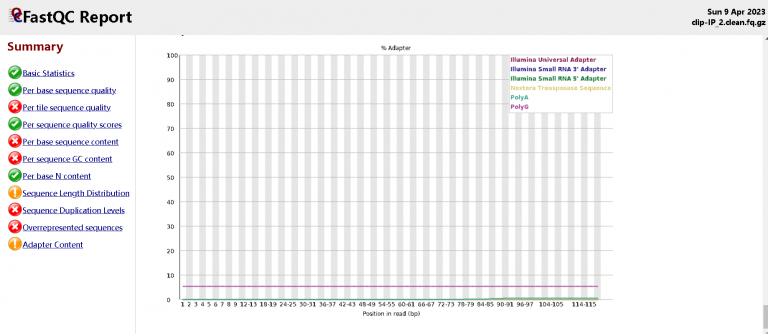 FastQC Report
Sun 9 Apr 2023
clip-IP_2.clean.fq.gz
Summary
Basic Statistics
Per base sequence quality
Per tile sequence quality
Per sequence quality scores
Per base sequence content
Per sequence GC content
Per base N content
Sequence Length Distribution
Sequence Duplication Levels
Overrepresented sequences
Adapter Content
% Adapter
Illumina Universal Adapter
Illumina Small RNA 3' Adapter
Illumina Small RNA 5' Adapter
Nextera Transposase Sequence
PolyA
PolyG
100
90
80
70
60
50
40
30
20
10
0
1 2 3 4 5 6 7 8 9 12-13 18-19 24-25 30-31 36-37 42-43 48-49 54-55 60-61 66-67 72-73 78-79 84-85 90-91 96-97 104-105 114-115
Position in read (bp)